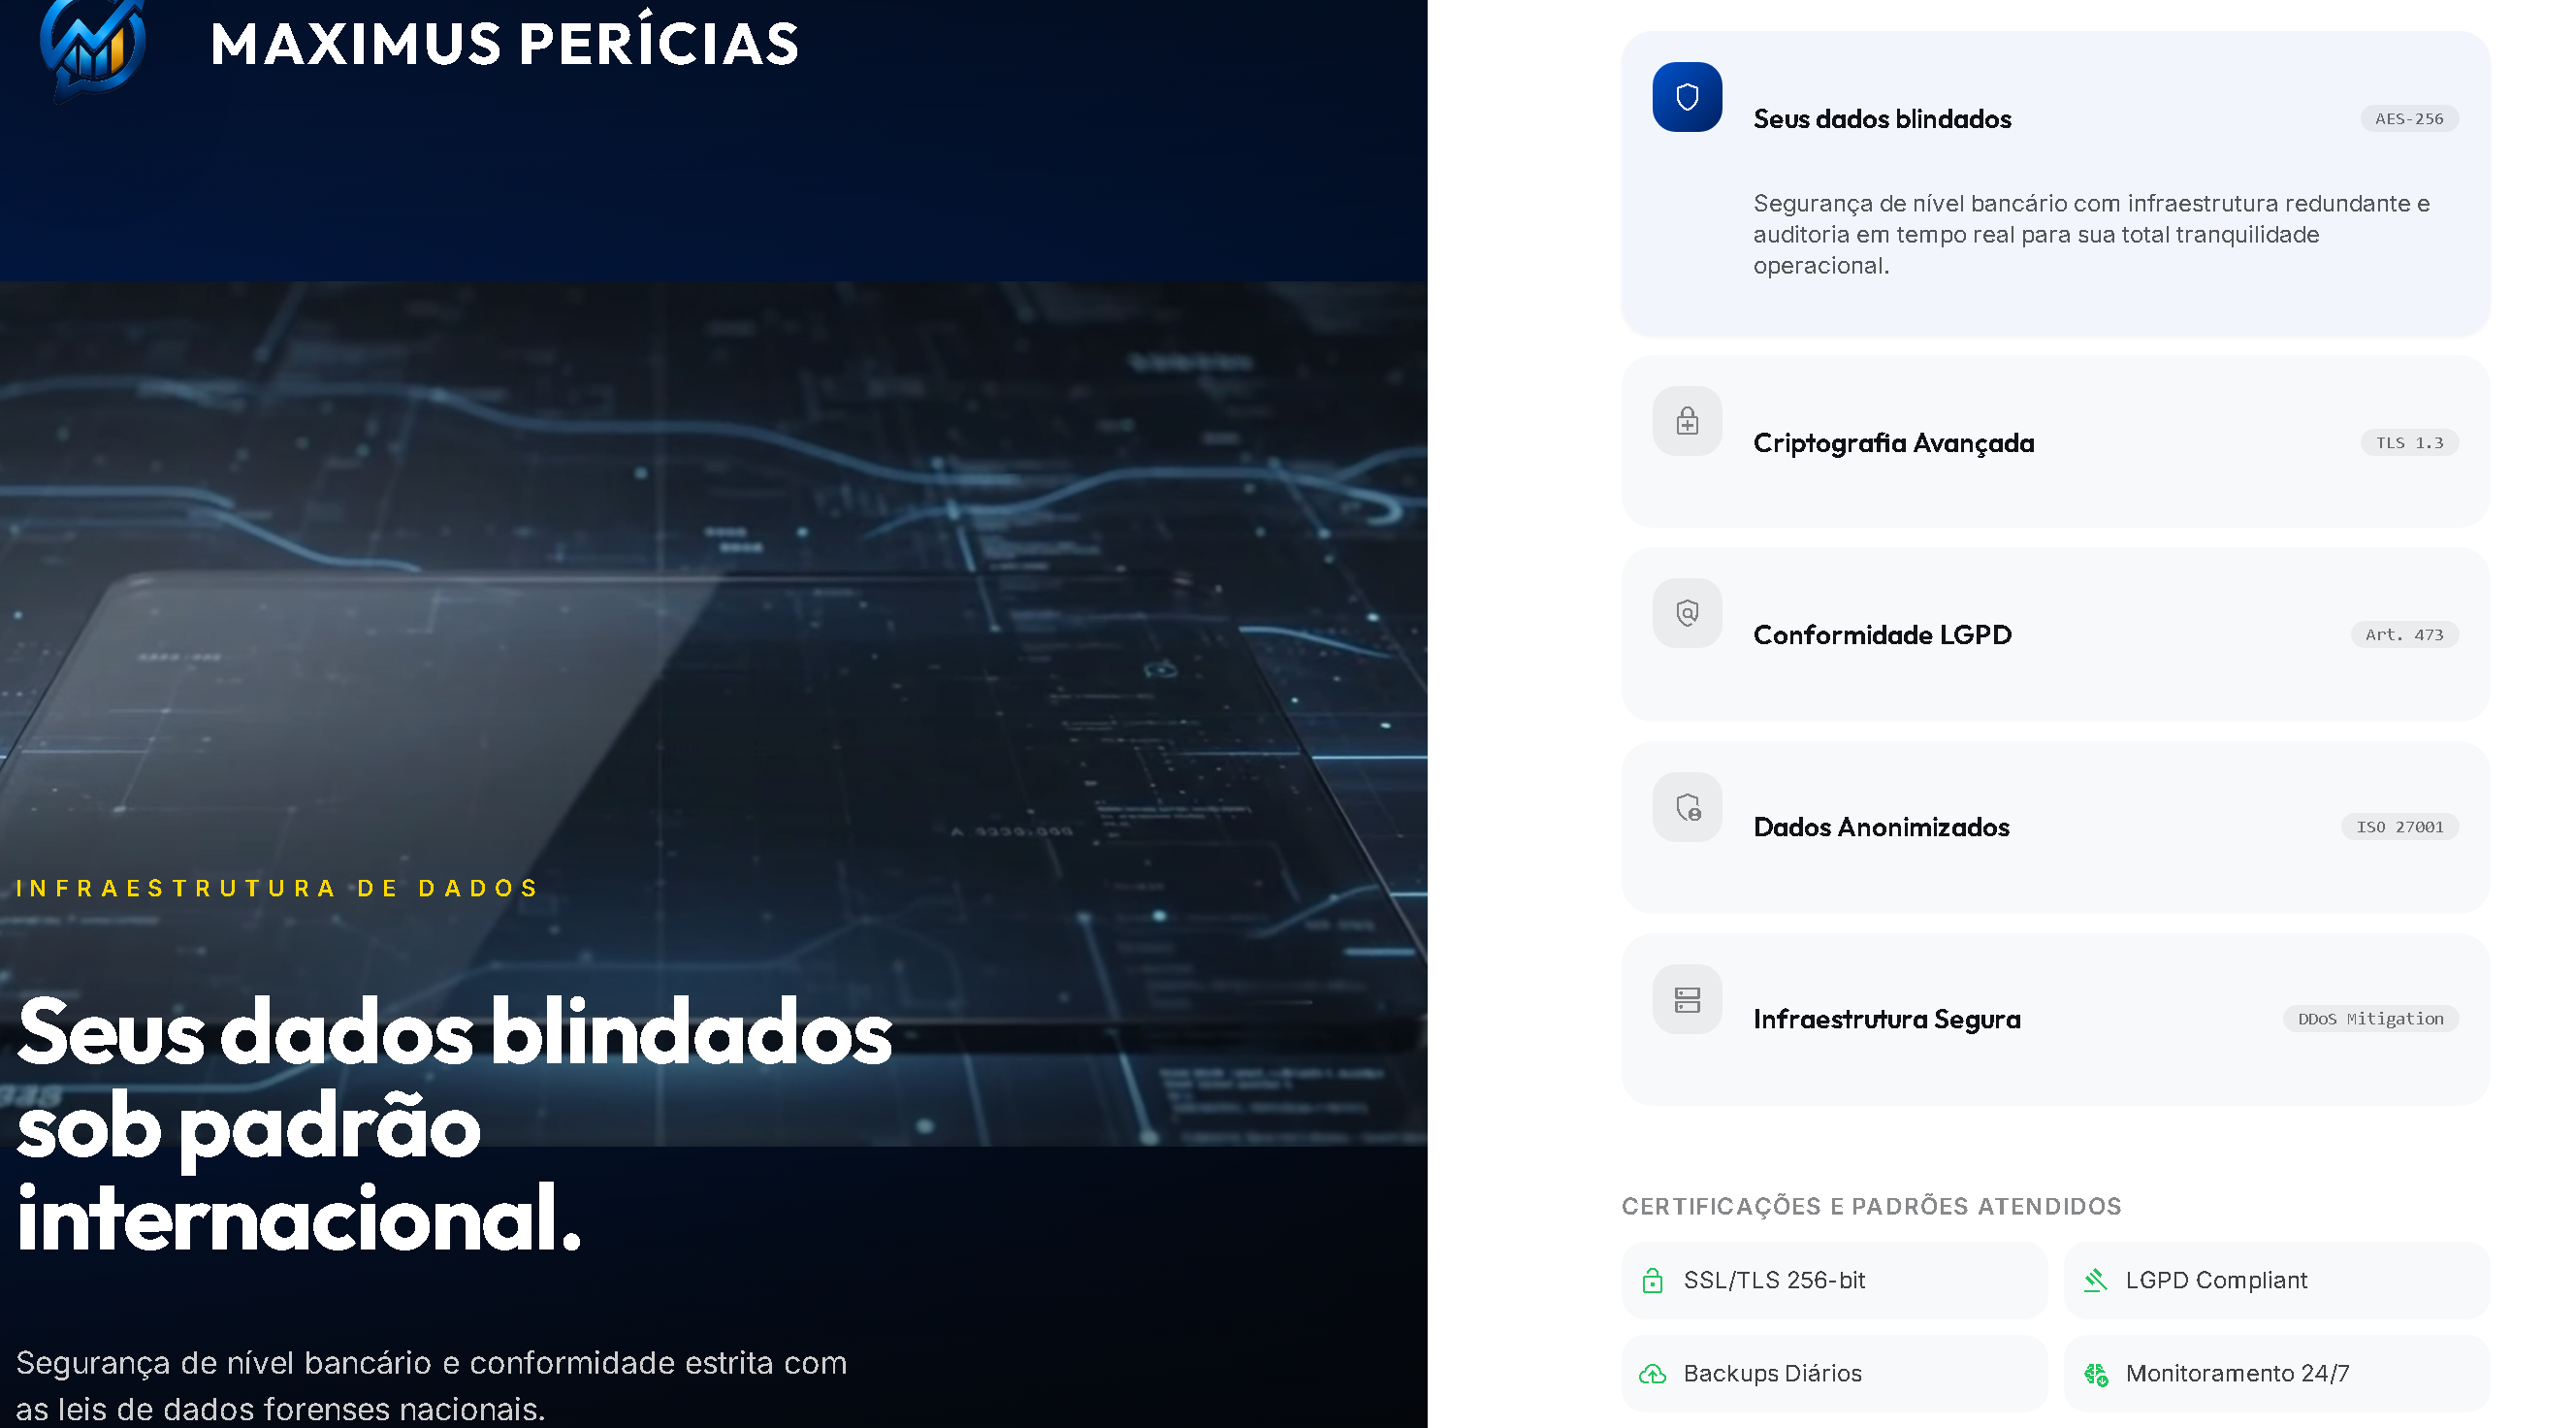 MAXIMUS PERÍCIAS
INFRAESTRUTURA DE DADOS
Seus dados blindados
sob padrão
internacional.
Segurança de nível bancário e conformidade estrita com
as leis de dados forenses nacionais.
Seus dados blindados
AES-256
Segurança de nível bancário com infraestrutura redundante e
auditoria em tempo real para sua total tranquilidade
operacional.
Criptografia Avançada
TLS 1.3
Conformidade LGPD
Art. 473
Dados Anonimizados
ISO 27001
Infraestrutura Segura
DDoS Mitigation
CERTIFICAÇÕES E PADRÕES ATENDIDOS
SSL/TLS 256-bit
LGPD Compliant
Backups Diários
Monitoramento 24/7